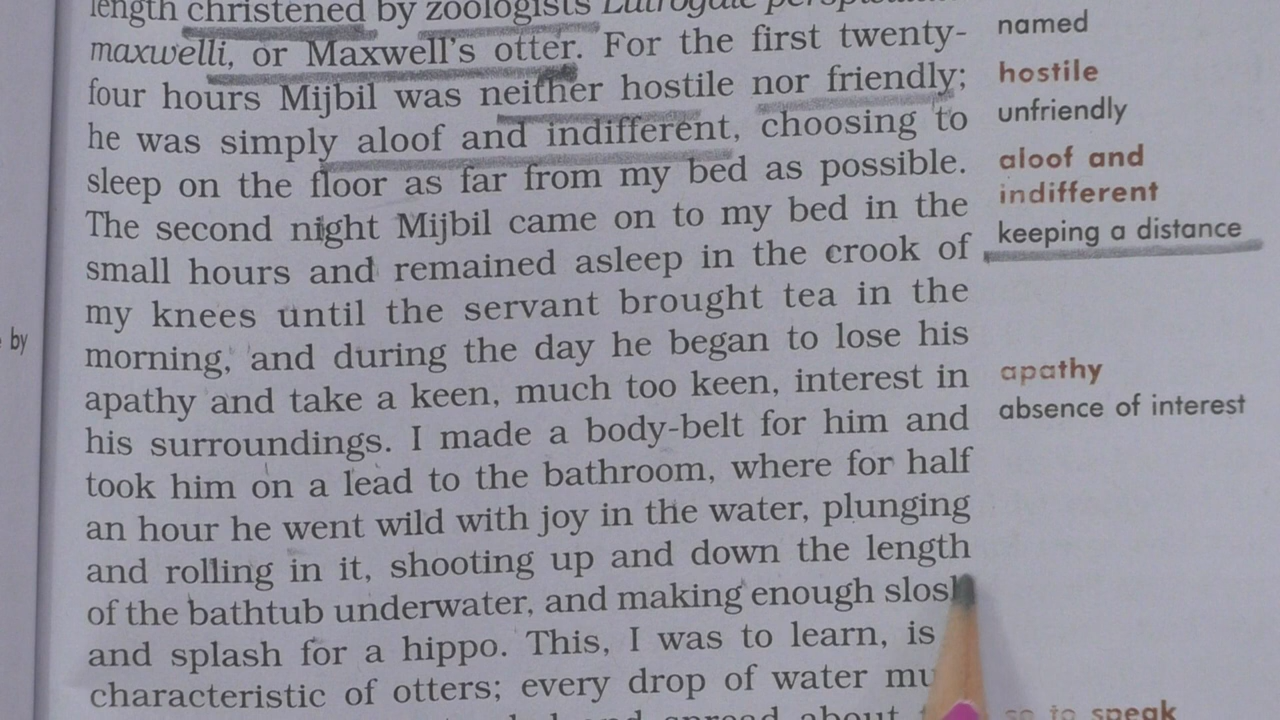 length christened by zoologists Lutrogale
maxwelli, or Maxwell's otter. For the first twenty-
four hours Mijbil was neither hostile nor friendly;
he was simply aloof and indifferent, choosing to
sleep on the floor as far from my bed as possible.
The second night Mijbil came on to my bed in the
small hours and remained asleep in the crook of
my knees until the servant brought tea in the
morning, and during the day he began to lose his
apathy and take a keen, much too keen, interest in
his surroundings. I made a body-belt for him and
took him on a lead to the bathroom, where for half
an hour he went wild with joy in the water, plunging
and rolling in it, shooting up and down the length
of the bathtub underwater, and making enough slosh
and splash for a hippo. This, I was to learn, is
characteristic of otters; every drop of water
and spread about
named
hostile
unfriendly
aloof and
indifferent
keeping a distance
apathy
absence of interest
so to speak
by